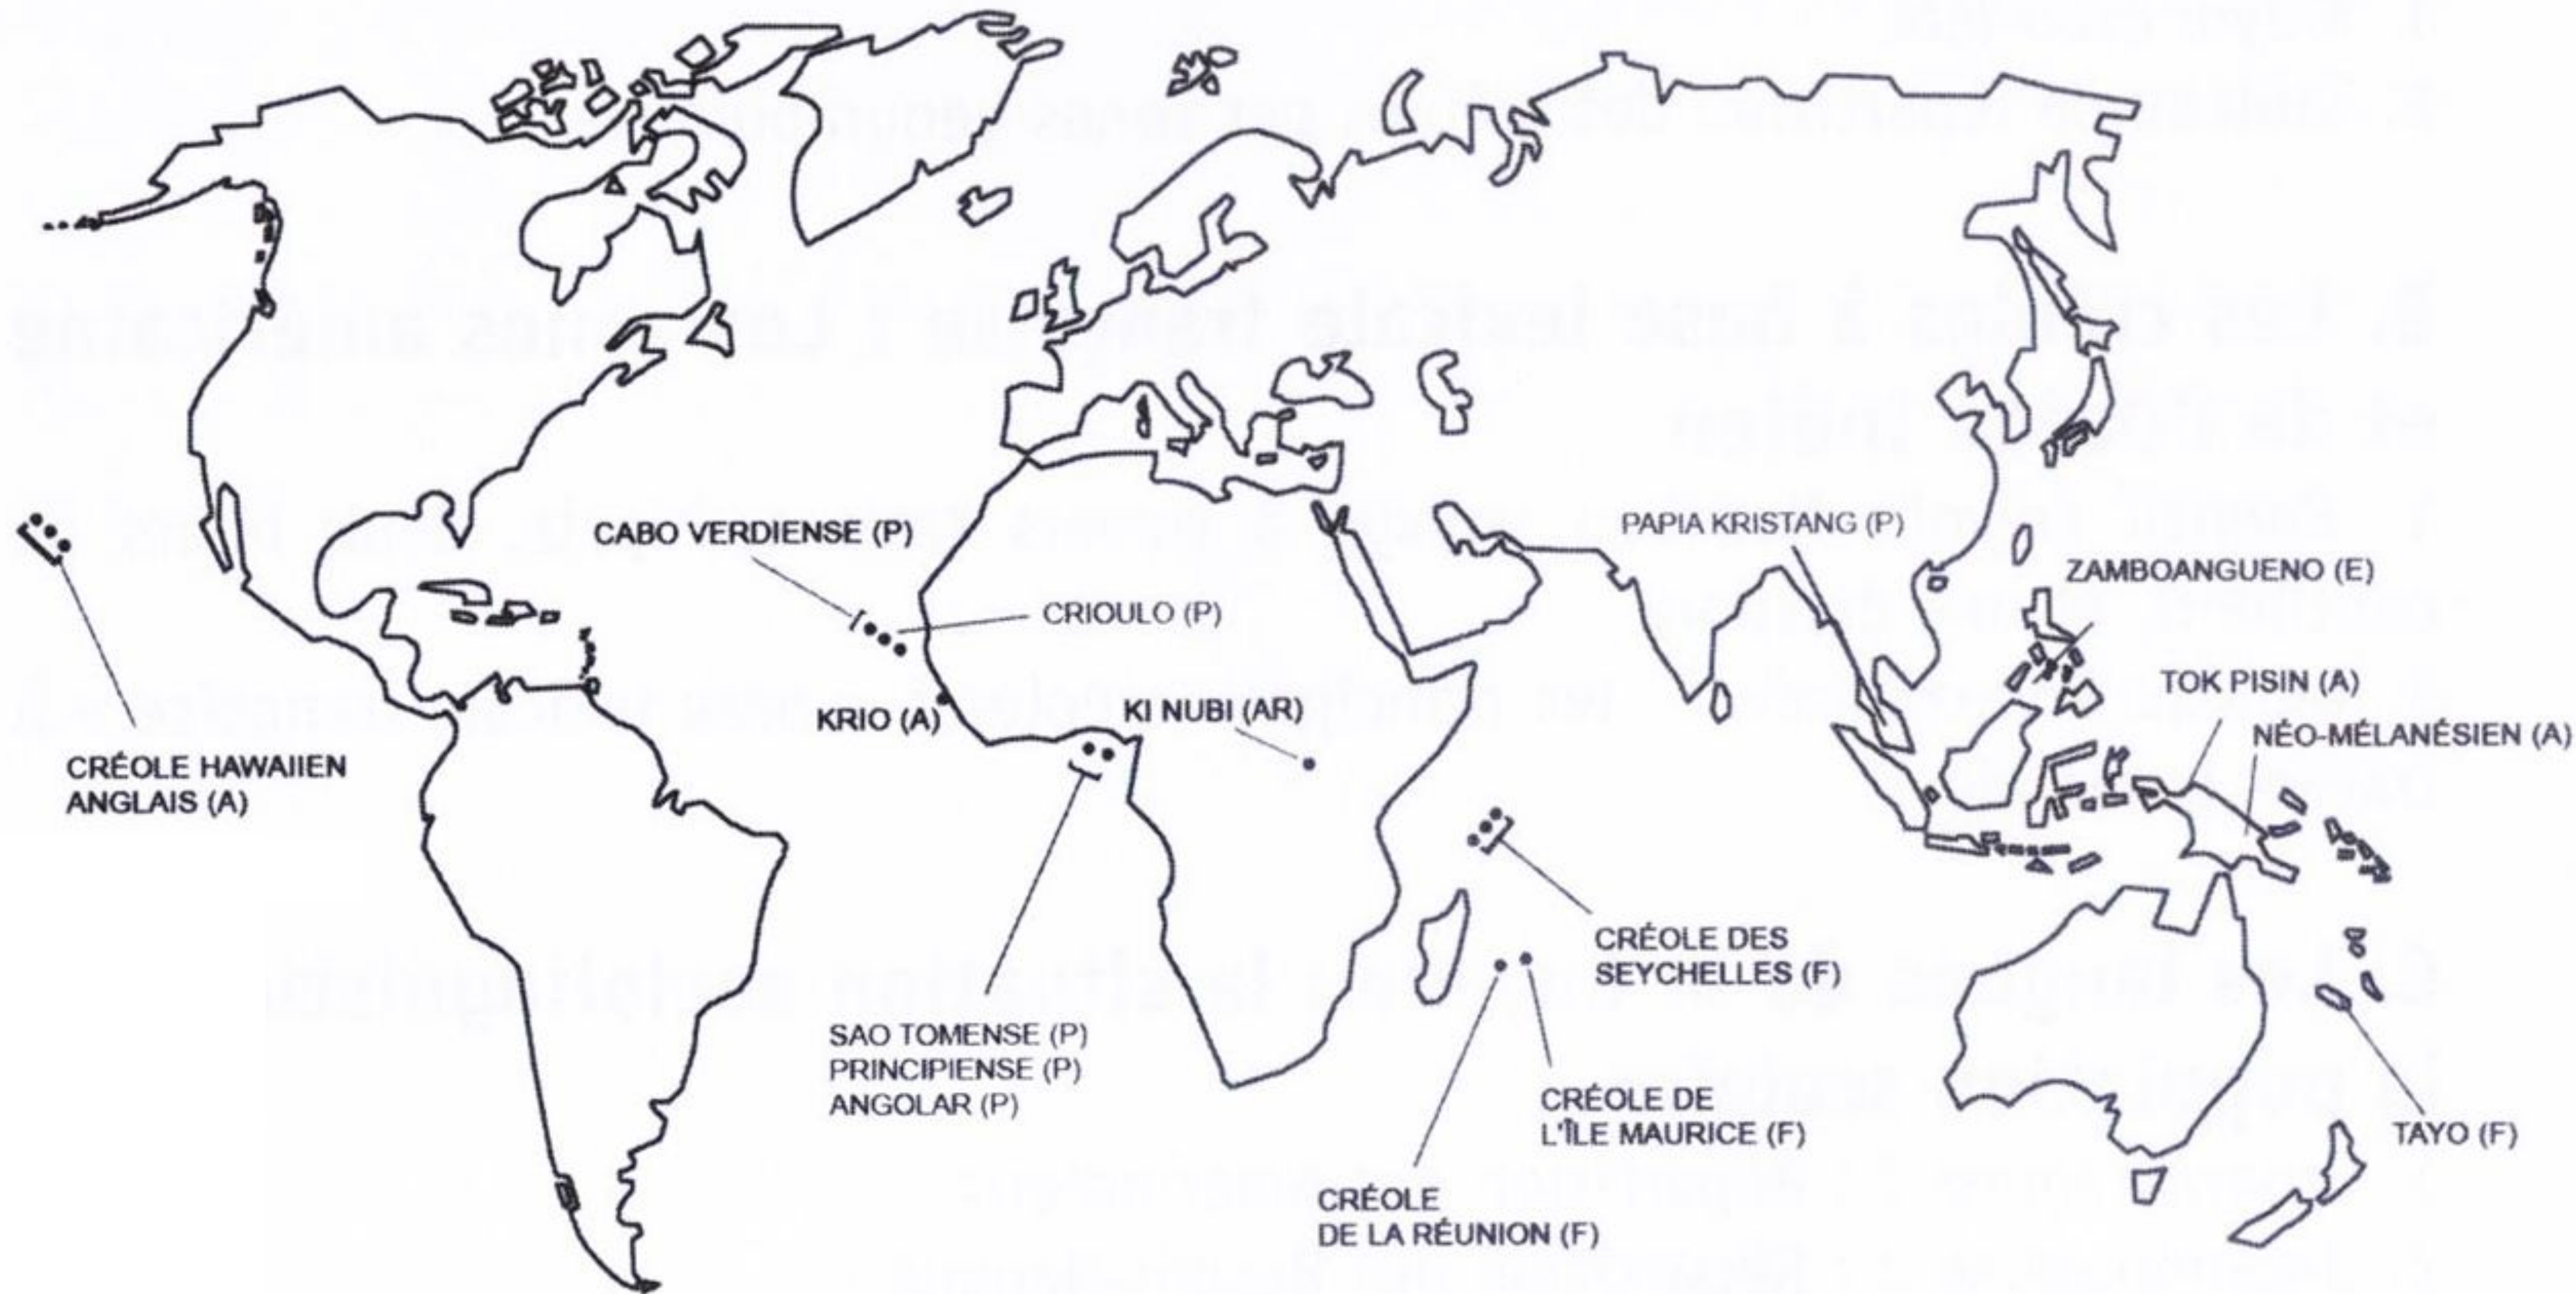 CABO VERDIENSE (P)
PAPIA KRISTANG (P)
ZAMBOANGUENO (E)
CRIOULO (P)
TOK PISIN (A)
KRIO (A)
KI NUBI (AR)
NÉO-MÉLANÉSIEN (A)
CRÉOLE HAWAIIEN
ANGLAIS (A)
CRÉOLE DES
SEYCHELLES (F)
SAO TOMENSE (P)
PRINCIPIENSE (P)
ANGOLAR (P)
CRÉOLE DE
L'ÎLE MAURICE (F)
TAYO (F)
CRÉOLE
DE LA RÉUNION (F)